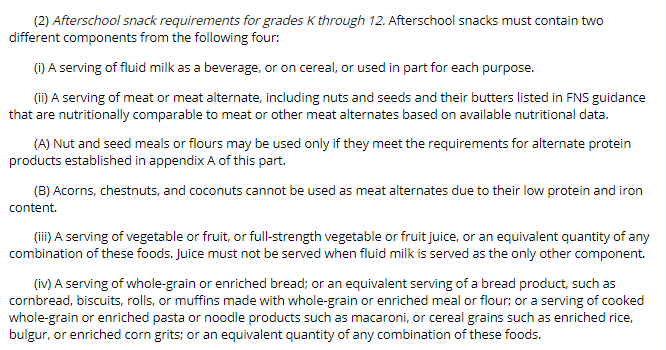 (2) Afterschool snack requirements for grades K through 12. Afterschool snacks must contain two
different components from the following four:
(i) A serving of fluid milk as a beverage, or on cereal, or used in part for each purpose.
(ii) A serving of meat or meat alternate, including nuts and seeds and their butters listed in FNS guidance
that are nutritionally comparable to meat or other meat alternates based on available nutritional data.
(A) Nut and seed meals or flours may be used only if they meet the requirements for alternate protein
products established in appendix A of this part.
(B) Acorns, chestnuts, and coconuts cannot be used as meat alternates due to their low protein and iron
content.
(iii) A serving of vegetable or fruit, or full-strength vegetable or fruit juice, or an equivalent quantity of any
combination of these foods. Juice must not be served when fluid milk is served as the only other component.
(iv) A serving of whole-grain or enriched bread; or an equivalent serving of a bread product, such as
cornbread, biscuits, rolls, or muffins made with whole-grain or enriched meal or flour; or a serving of cooked
whole-grain or enriched pasta or noodle products such as macaroni, or cereal grains such as enriched rice,
bulgur, or enriched corn grits; or an equivalent quantity of any combination of these foods.